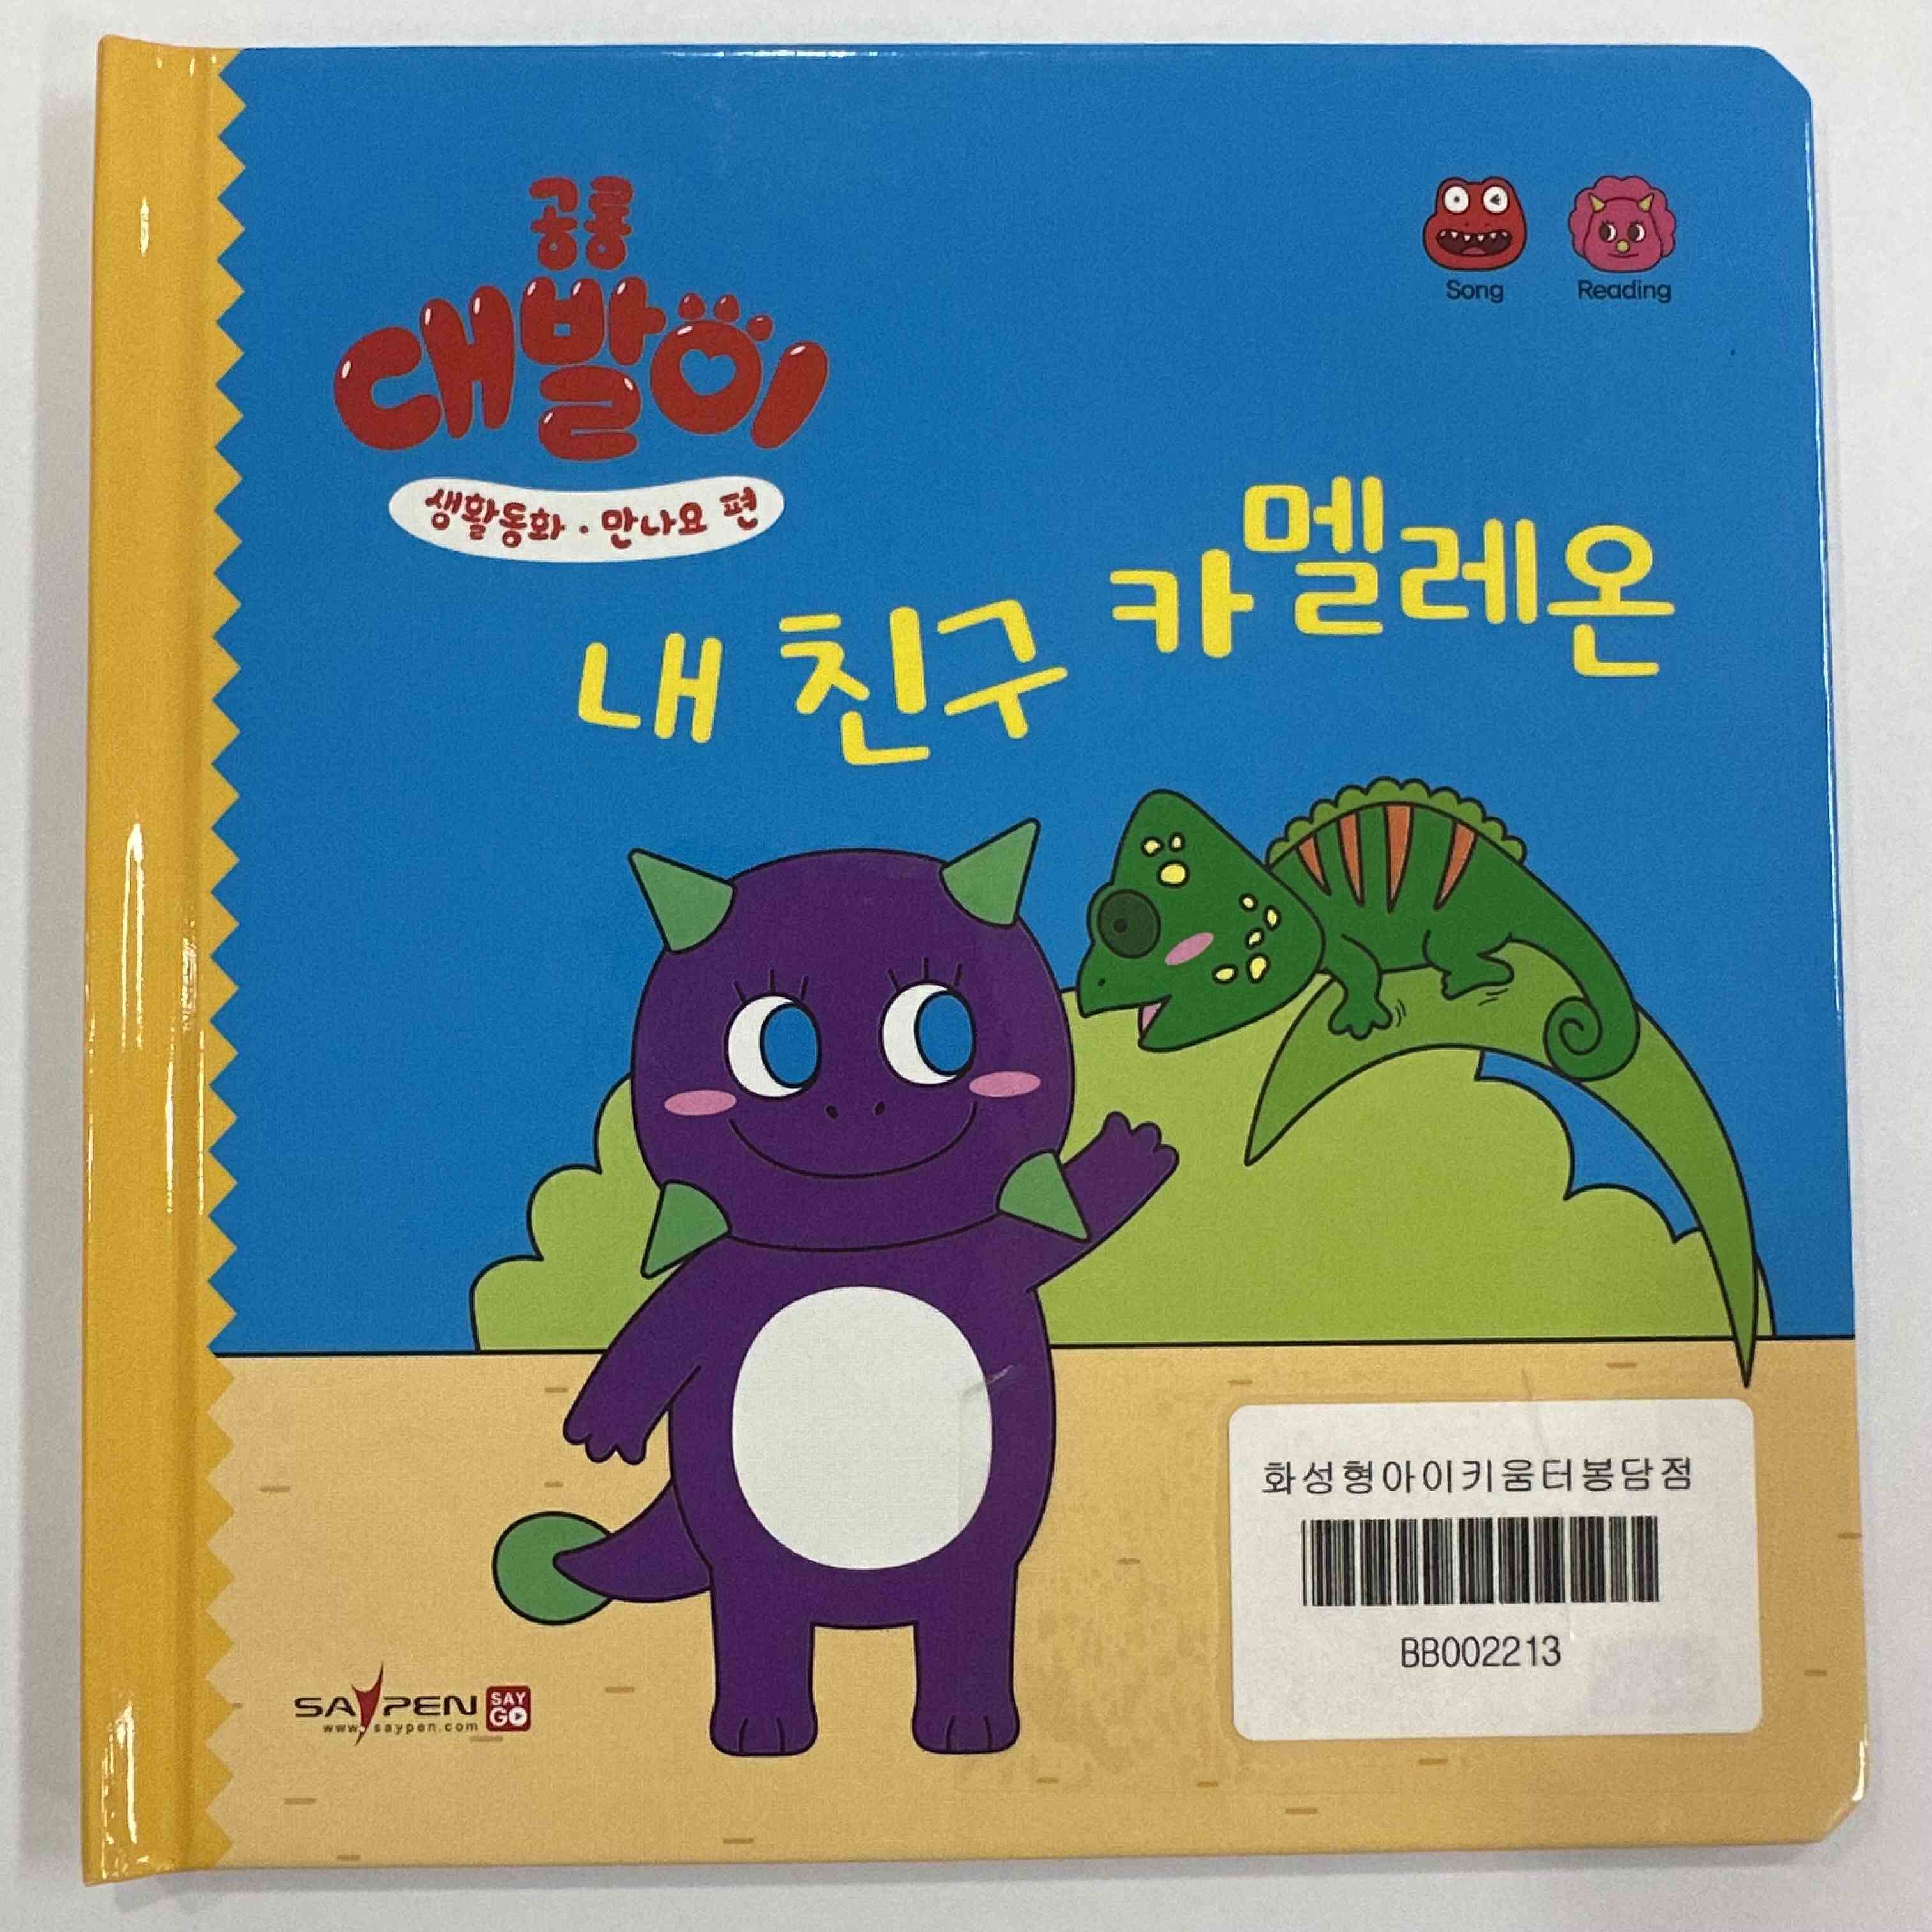 공룡
대발이
생활동화 · 만나요 편
Song
Reading
내 친구 카멜레온
화성형아이키움터봉담점
BB002213
SAYPEN
www.saypen.com
SAY
GO